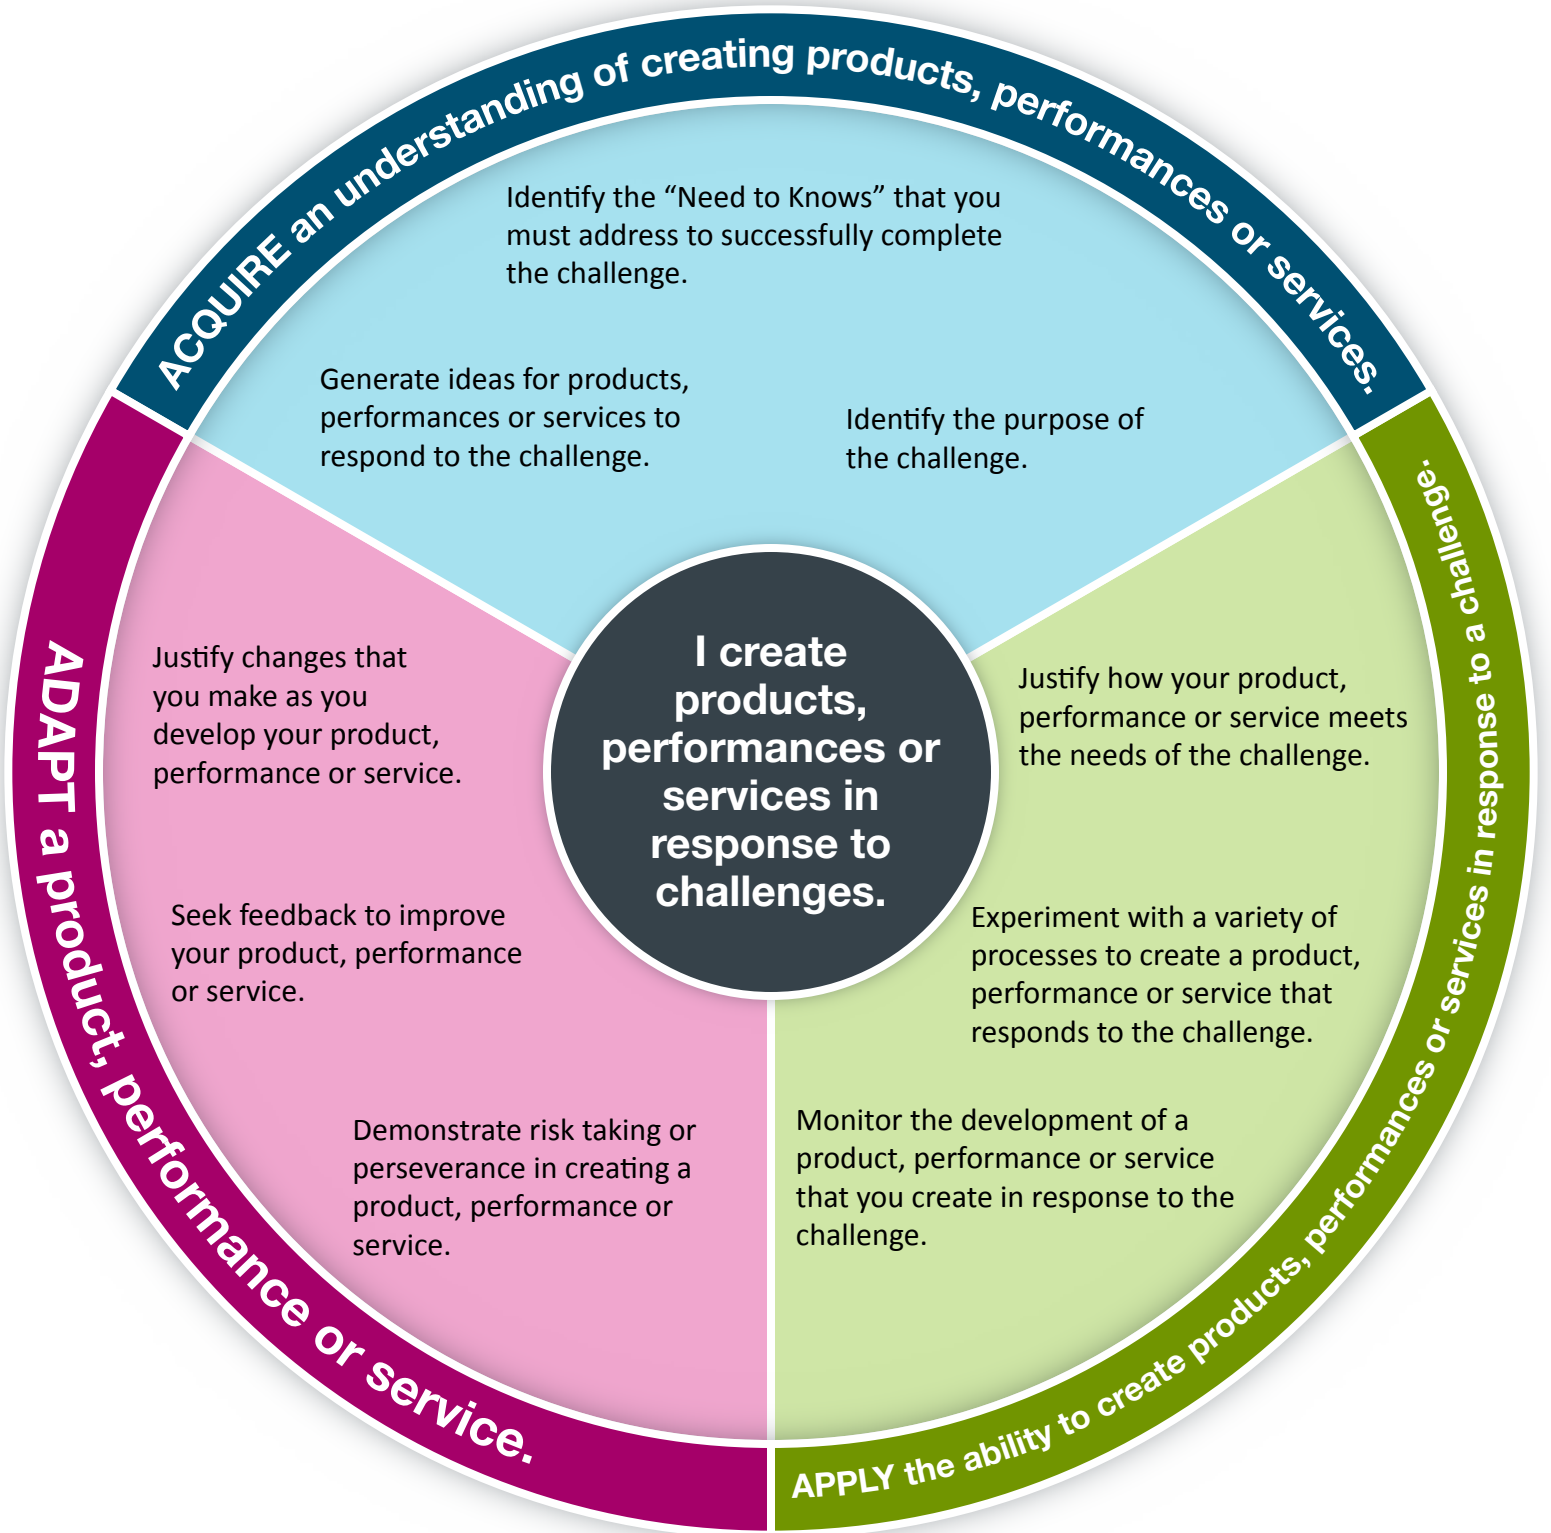 ACQUIRE an understanding of creating products, performances or services.
Identify the “Need to Knows” that you
must address to successfully complete
the challenge.
Generate ideas for products,
performances or services to
respond to the challenge.
Identify the purpose of
the challenge.
I create
products,
performances or
services in
response to
challenges.
APPLY the ability to create products, performances or services in response to a challenge.
Justify how your product,
performance or service meets
the needs of the challenge.
Experiment with a variety of
processes to create a product,
performance or service that
responds to the challenge.
Monitor the development of a
product, performance or service
that you create in response to the
challenge.
ADAPT a product, performance or service.
Justify changes that
you make as you
develop your product,
performance or service.
Seek feedback to improve
your product, performance
or service.
Demonstrate risk taking or
perseverance in creating a
product, performance or
service.